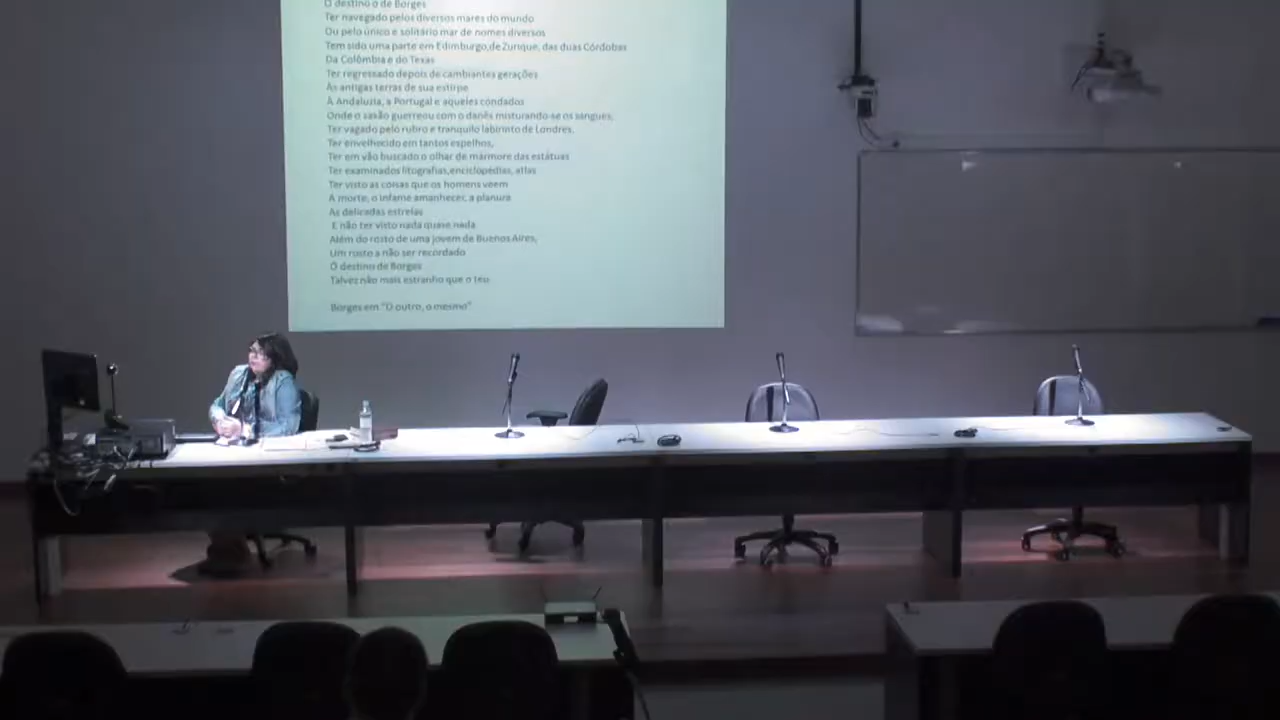 O destino o de Borges
Ter navegado pelos diversos mares do mundo
Ou pelo único e solitário mar de nomes diversos
Tem sido uma parte em Edimburgo,de Zurique, das duas Córdobas
Da Colômbia e do Texas
Ter regressado depois de cambiantes gerações
Às antigas terras de sua estirpe
À Andaluzia, a Portugal e aqueles condados
Onde o saxão guerreou com o danês misturando-se os sangues,
Ter vagado pelo rubro e tranquilo labirinto de Londres,
Ter envelhecido em tantos espelhos,
Ter em vão buscado o olhar de mármore das estátuas
Ter examinados litografias,enciclopédias, atlas
Ter visto as coisas que os homens veem
A morte, o infame amanhecer, a planura
As delicadas estrelas
E não ter visto nada quase nada
Além do rosto de uma jovem de Buenos Aires,
Um rosto a não ser recordado
O destino de Borges
Talvez não mais estranho que o teu
Borges em "O outro, o mesmo"